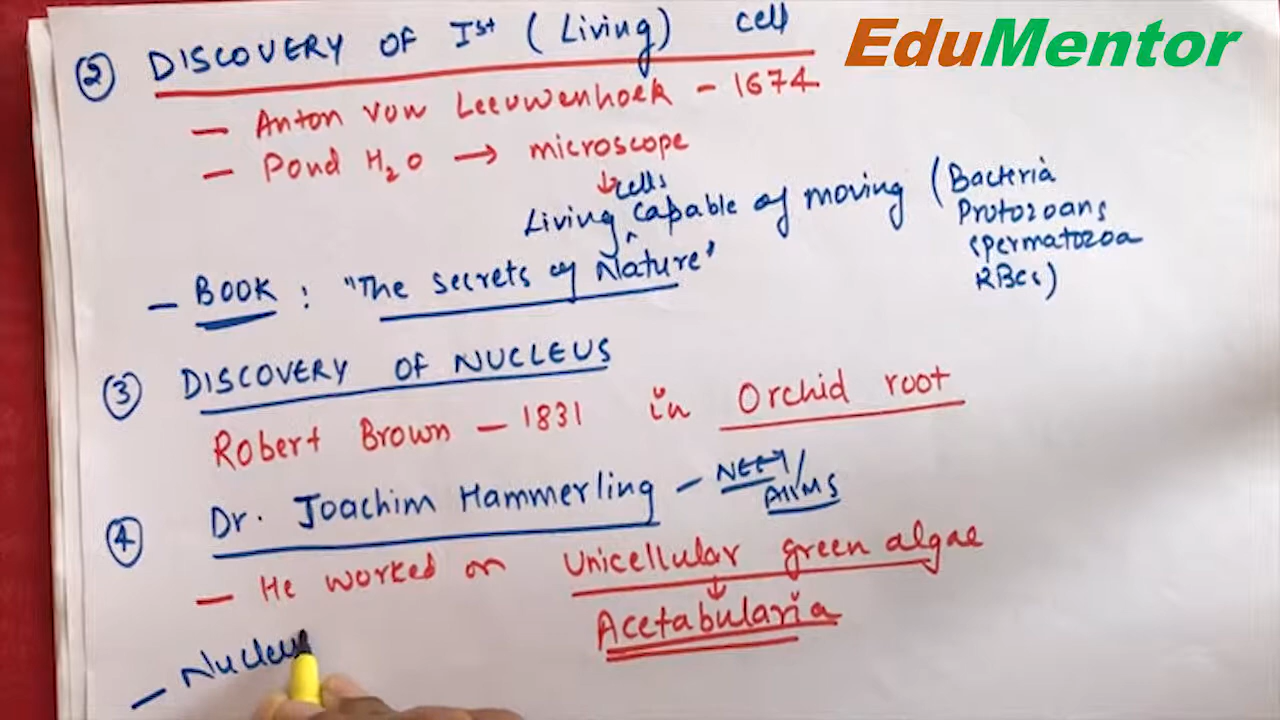 EduMentor
② DISCOVERY OF Ist (Living) cell
— Anton von Leeuwenhoek - 1674
— Pond H2O → microscope
↓ cells
Living ^ capable of moving (Bacteria
Protozoans
spermatozoa
RBCs)
— BOOK : "The secrets of Nature'
③ DISCOVERY OF NUCLEUS
Robert Brown — 1831 in Orchid root
④ Dr. Joachim Hammerling — NEET/
AIIMS
— He worked on Unicellular green algae
↓
Acetabularia
— Nucleu